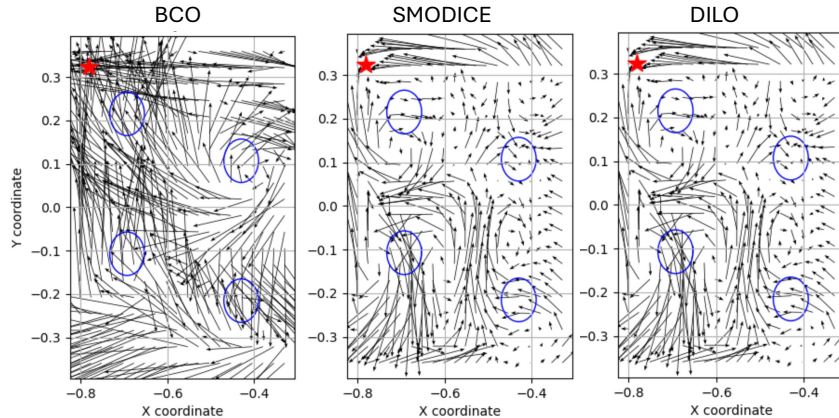 BCO SMODICE DILO
0.3 0.3 0.3
0.2 0.2 0.2
0.1 0.1 0.1
0.0 0.0 0.0
−0.1 −0.1 −0.1
−0.2 −0.2 −0.2
−0.3 −0.3 −0.3
Y coordinate
−0.8 −0.6 −0.4 −0.8 −0.6 −0.4 −0.8 −0.6 −0.4
X coordinate X coordinate X coordinate